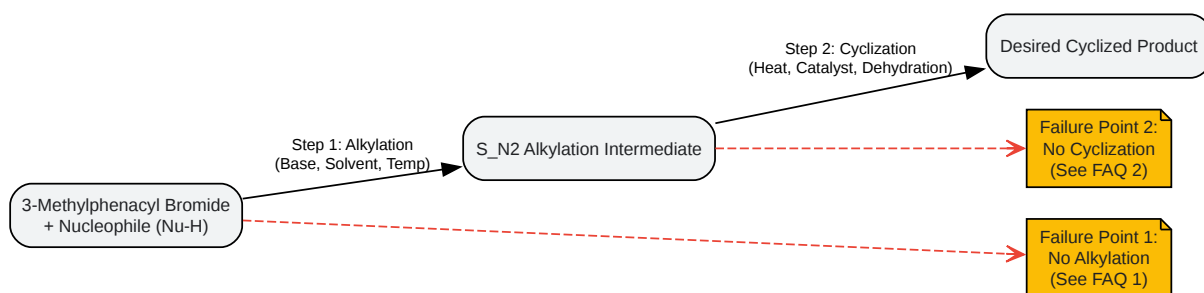 3-Methylphenacyl Bromide
+ Nucleophile (Nu-H)
Step 1: Alkylation
(Base, Solvent, Temp)
S_N2 Alkylation Intermediate
Step 2: Cyclization
(Heat, Catalyst, Dehydration)
Desired Cyclized Product
Failure Point 2:
No Cyclization
(See FAQ 2)
Failure Point 1:
No Alkylation
(See FAQ 1)